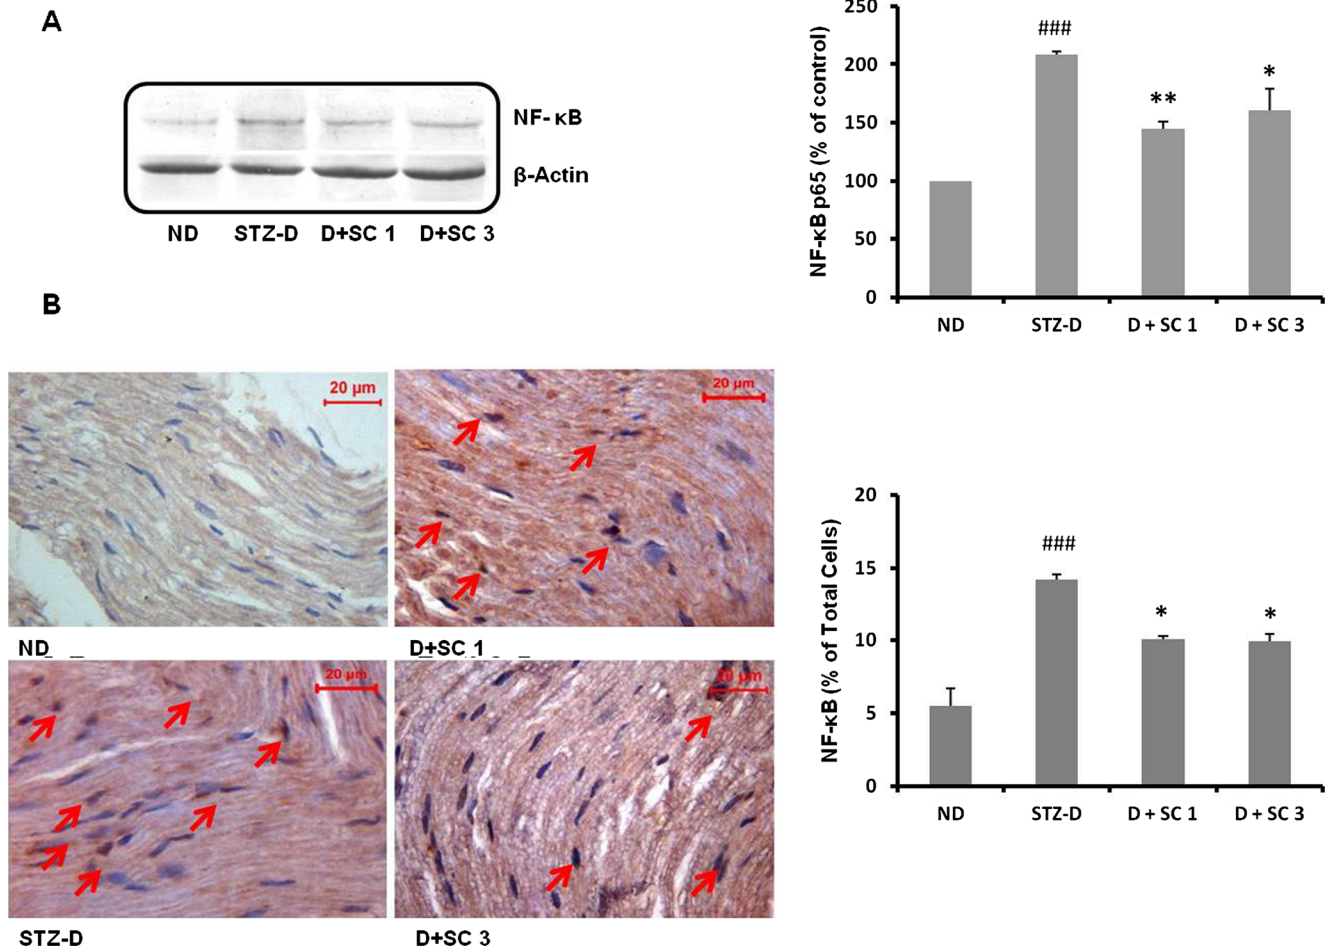 A
NF- κB
β-Actin
ND STZ-D D+SC 1 D+SC 3
NF-κB p65 (% of control)
250
200
150
100
50
0
###
**
*
ND STZ-D D + SC 1 D + SC 3
B
20 µm
20 µm
ND
D+SC 1
20 µm
20 µm
STZ-D
D+SC 3
NF-κB (% of Total Cells)
20
15
10
5
0
###
*
*
ND STZ-D D + SC 1 D + SC 3